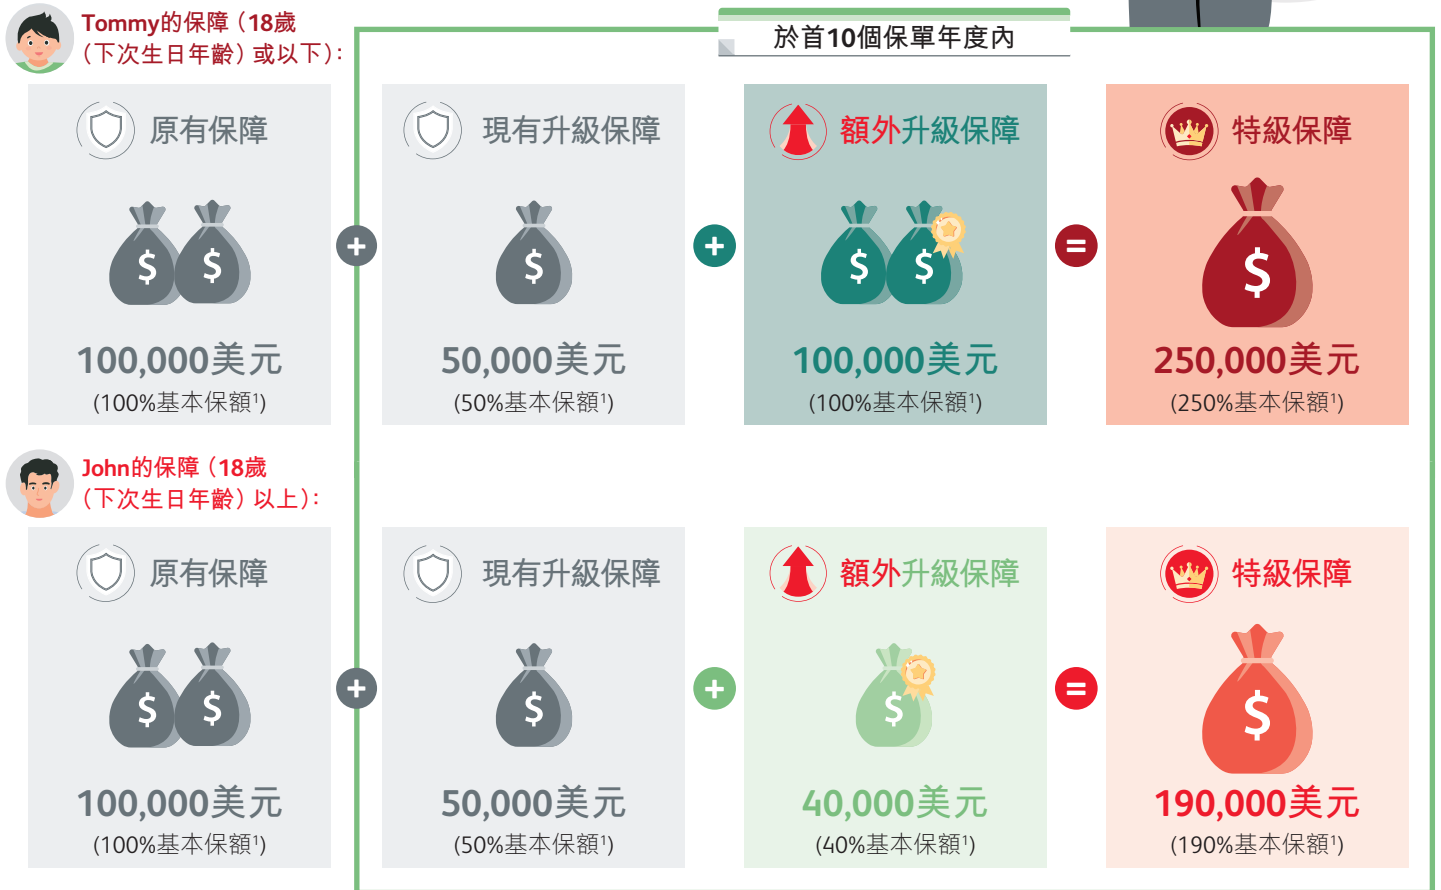 Tommy的保障（18歲
（下次生日年齡）或以下）：
於首10個保單年度內
原有保障
現有升級保障
額外升級保障
特級保障
$ $
$
$ $
$
+
+
=
100,000美元
50,000美元
100,000美元
250,000美元
(100%基本保額¹)
(50%基本保額¹)
(100%基本保額¹)
(250%基本保額¹)
John的保障（18歲
（下次生日年齡）以上）：
原有保障
現有升級保障
額外升級保障
特級保障
$ $
$
$
$
+
+
=
100,000美元
50,000美元
40,000美元
190,000美元
(100%基本保額¹)
(50%基本保額¹)
(40%基本保額¹)
(190%基本保額¹)